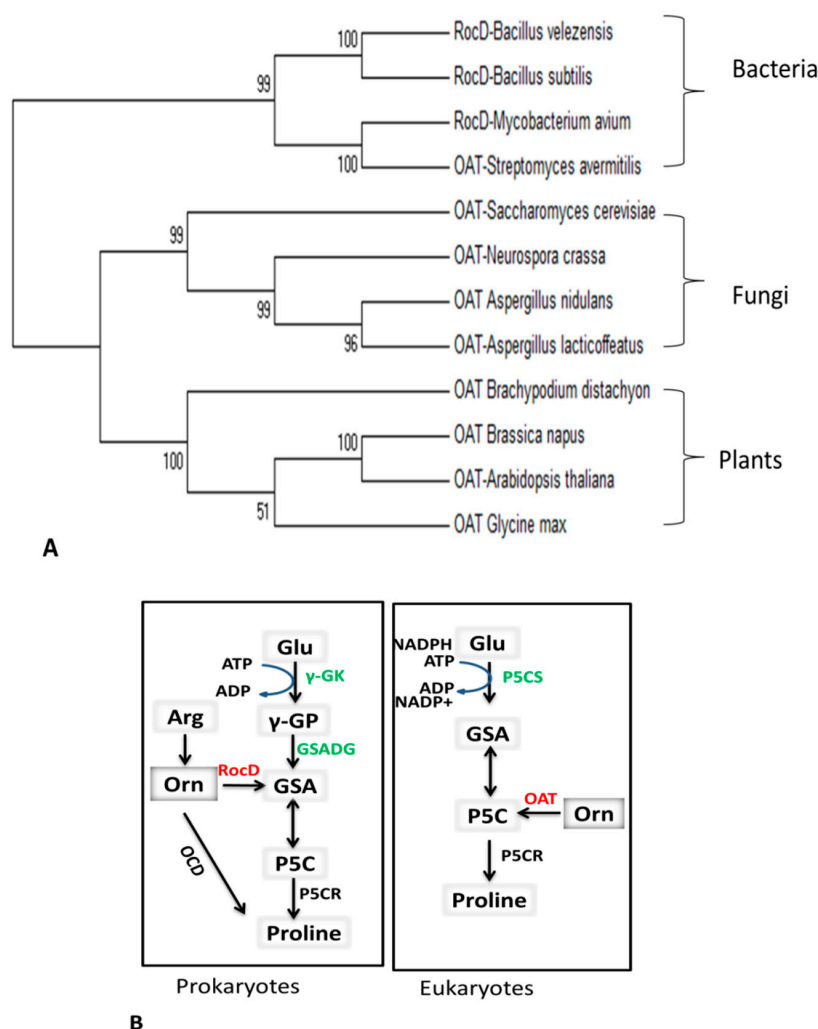 100
RocD-Bacillus velezensis
99
RocD-Bacillus subtilis
Bacteria
RocD-Mycobacterium avium
100
OAT-Streptomyces avermitilis
OAT-Saccharomyces cerevisiae
99
OAT-Neurospora crassa
99
OAT Aspergillus nidulans
Fungi
96
OAT-Aspergillus lacticoffeatus
OAT Brachypodium distachyon
100
100
OAT Brassica napus
OAT-Arabidopsis thaliana
Plants
51
OAT Glycine max
A
Glu
ATP
γ-GK
ADP
Arg
γ-GP
GSADG
RocD
Orn
GSA
OCD
P5C
P5CR
Proline
Prokaryotes
NADPH
Glu
ATP
P5CS
ADP
NADP+
GSA
OAT
P5C
Orn
P5CR
Proline
Eukaryotes
B